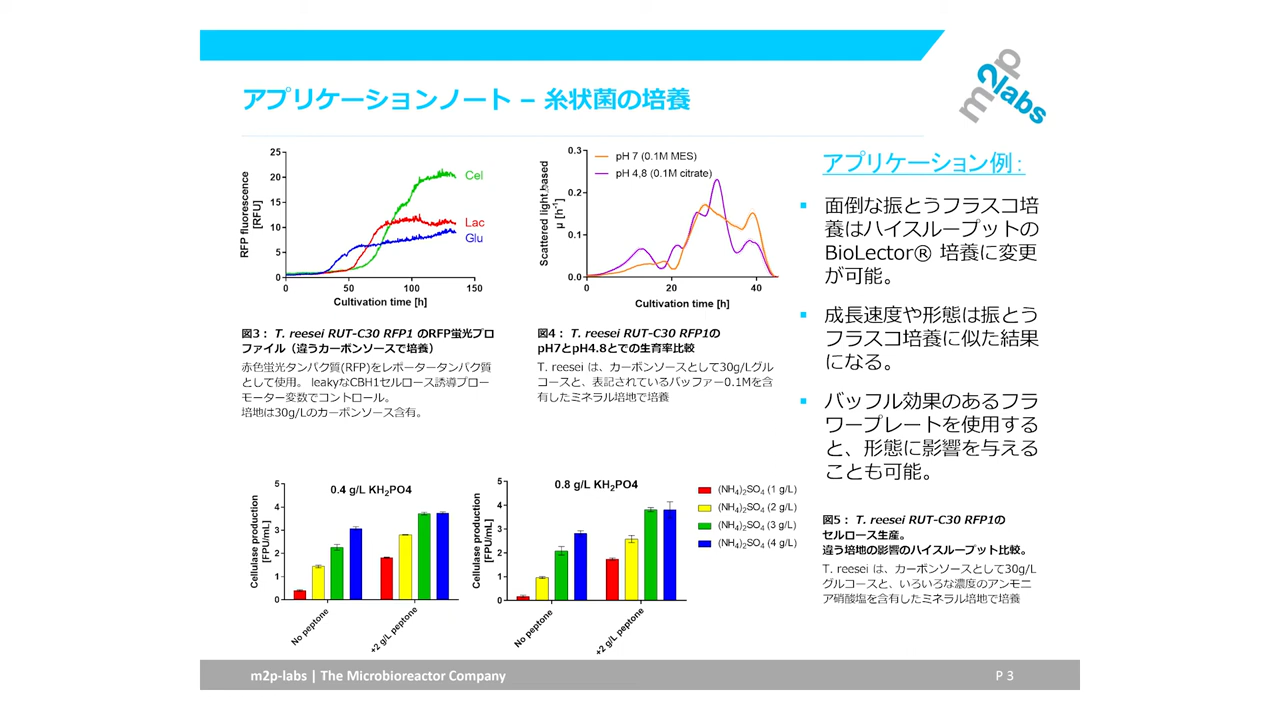 アプリケーションノート – 糸状菌の培養
m2p
labs
25
20
15
10
5
0
RFP fluorescence
[RFU]
Cel
Lac
Glu
0 50 100 150
Cultivation time [h]
0.3
0.2
0.1
0.0
Scattered light based
μ [h⁻¹]
pH 7 (0.1M MES)
pH 4,8 (0.1M citrate)
0 20 40
Cultivation time [h]
図3： T. reesei RUT-C30 RFP1 のRFP蛍光プロ
ファイル（違うカーボンソースで培養）
赤色蛍光タンパク質(RFP)をレポータータンパク質
として使用。 leakyなCBH1セルロース誘導プロー
モーター変数でコントロール。
培地は30g/Lのカーボンソース含有。
図4： T. reesei RUT-C30 RFP1の
pH7とpH4.8とでの生育率比較
T. reesei は、カーボンソースとして30g/Lグル
コースと、表記されているバッファー0.1Mを含
有したミネラル培地で培養
アプリケーション例：
▪ 面倒な振とうフラスコ培
養はハイスループットの
BioLector® 培養に変更
が可能。
▪ 成長速度や形態は振とう
フラスコ培養に似た結果
になる。
▪ バッフル効果のあるフラ
ワープレートを使用する
と、形態に影響を与える
ことも可能。
5
4
3
2
1
0
Cellulase production
[FPU/mL]
0.4 g/L KH₂PO4
No peptone
+2 g/L peptone
5
4
3
2
1
0
Cellulase production
[FPU/mL]
0.8 g/L KH₂PO4
No peptone
+2 g/L peptone
(NH₄)₂SO₄ (1 g/L)
(NH₄)₂SO₄ (2 g/L)
(NH₄)₂SO₄ (3 g/L)
(NH₄)₂SO₄ (4 g/L)
図5： T. reesei RUT-C30 RFP1の
セルロース生産。
違う培地の影響のハイスループット比較。
T. reesei は、カーボンソースとして30g/L
グルコースと、いろいろな濃度のアンモニ
ア硝酸塩を含有したミネラル培地で培養
m2p-labs | The Microbioreactor Company
P 3